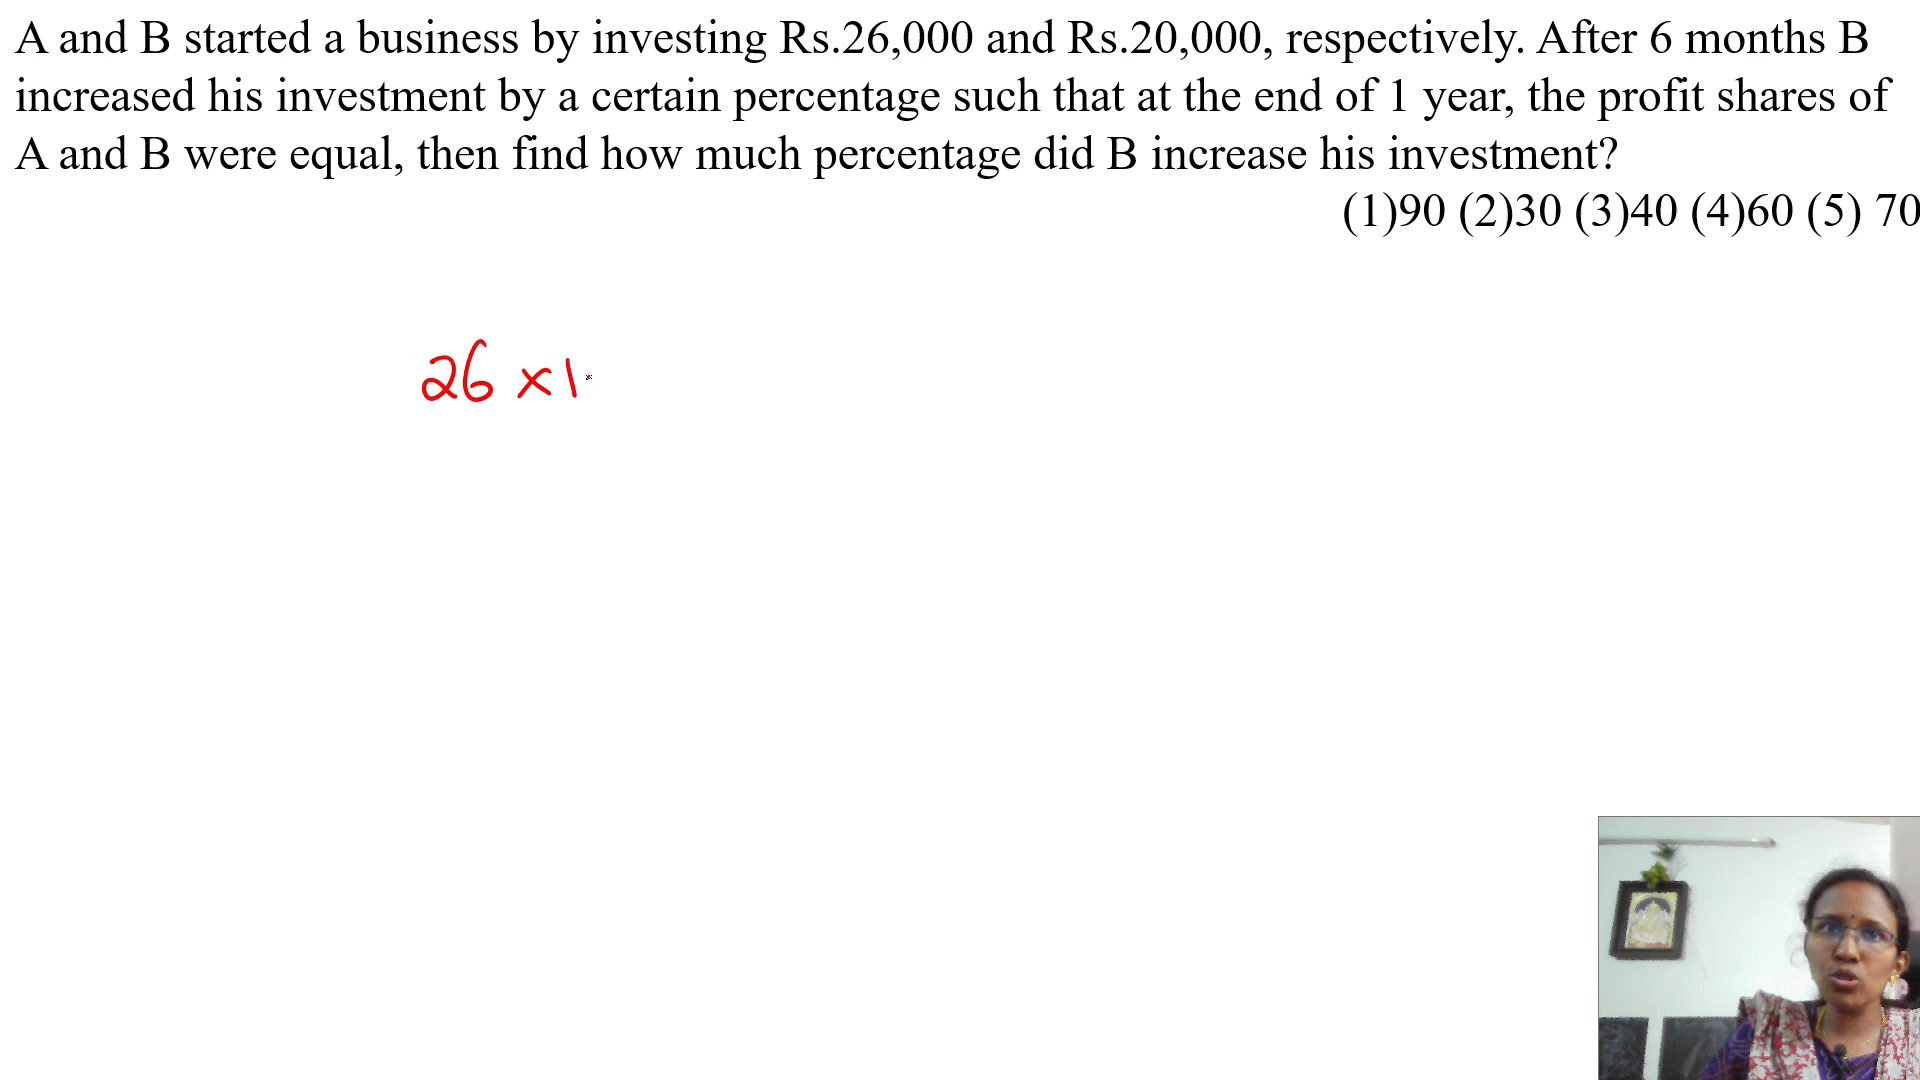 A and B started a business by investing Rs.26,000 and Rs.20,000, respectively. After 6 months B
increased his investment by a certain percentage such that at the end of 1 year, the profit shares of
A and B were equal, then find how much percentage did B increase his investment?
(1)90 (2)30 (3)40 (4)60 (5) 70
26 × 1